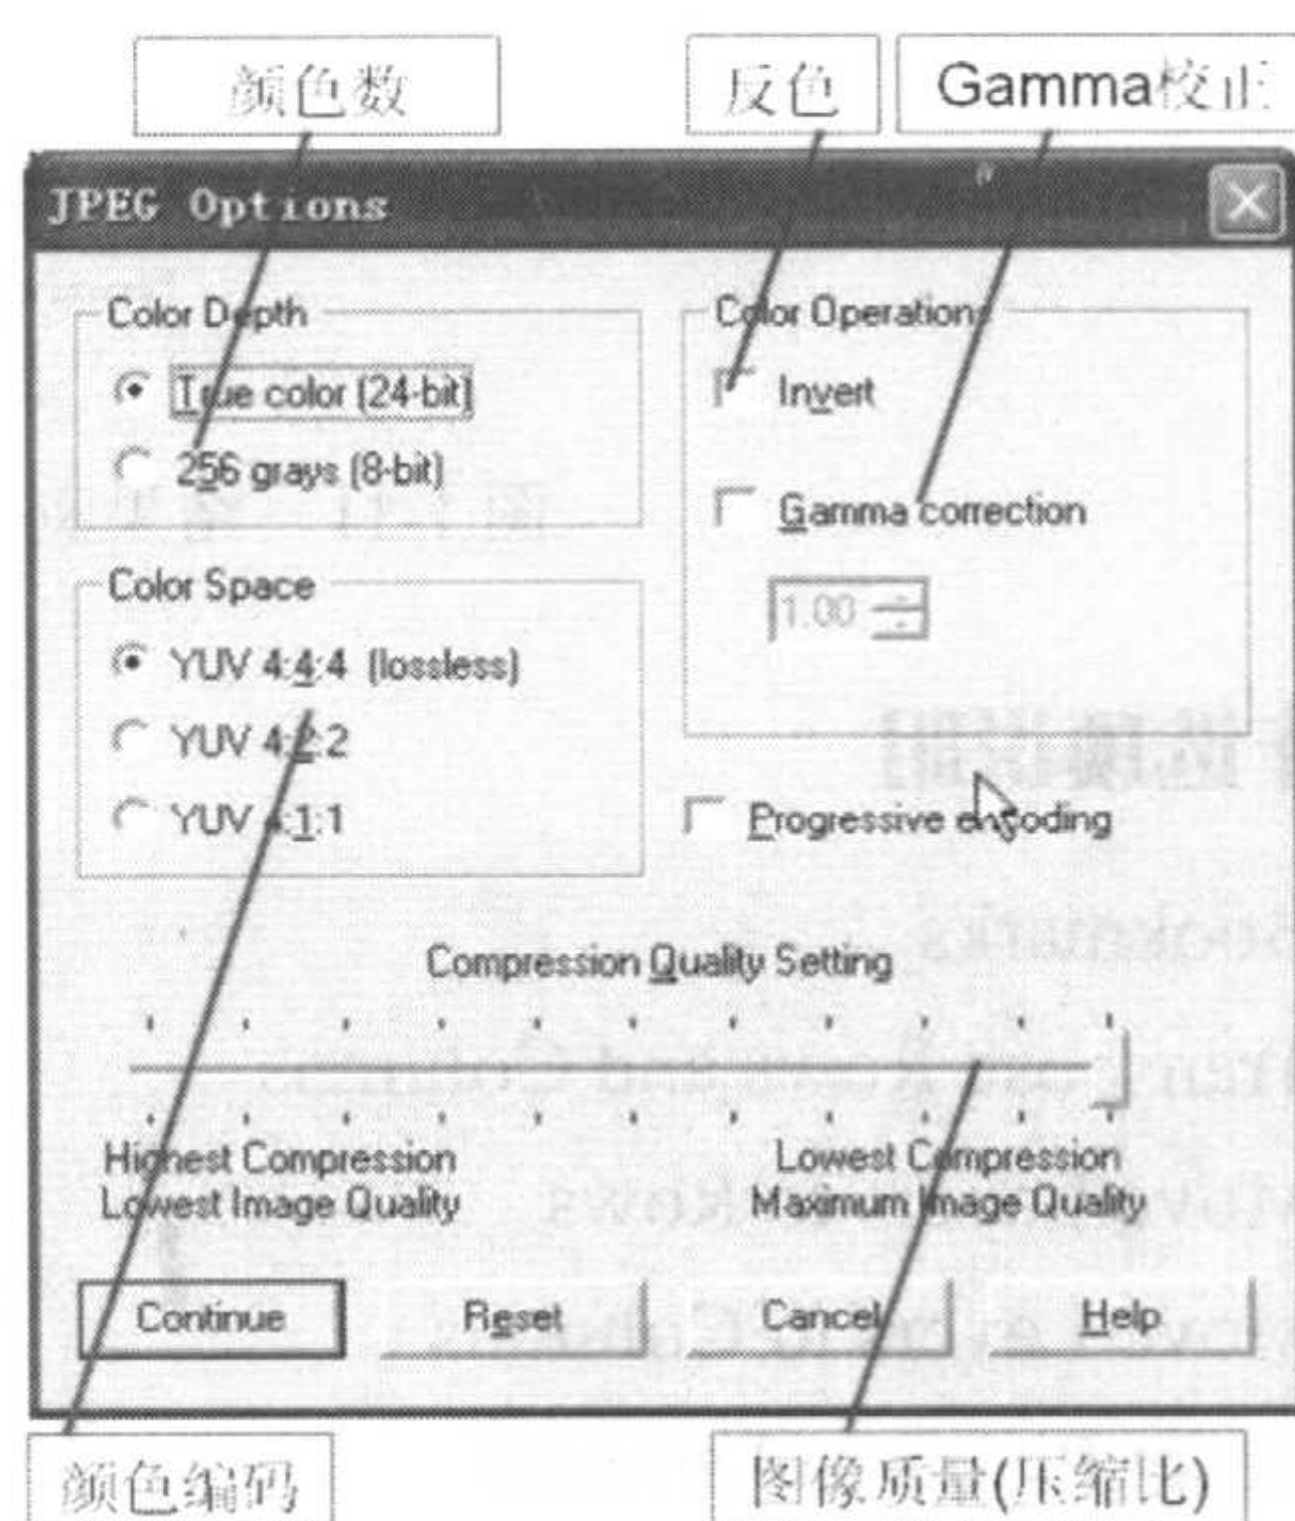 颜色数
反色
Gamma校正
JPEG Options
Color Depth
True color (24-bit)
256 grays (8-bit)
Color Operations
Invert
Gamma correction
1.00
Color Space
YUV 4:4:4 (lossless)
YUV 4:2:2
YUV 4:1:1
Progressive encoding
Compression Quality Setting
Highest Compression
Lowest Image Quality
Lowest Compression
Maximum Image Quality
Continue
Reset
Cancel
Help
颜色编码
图像质量(压缩比)